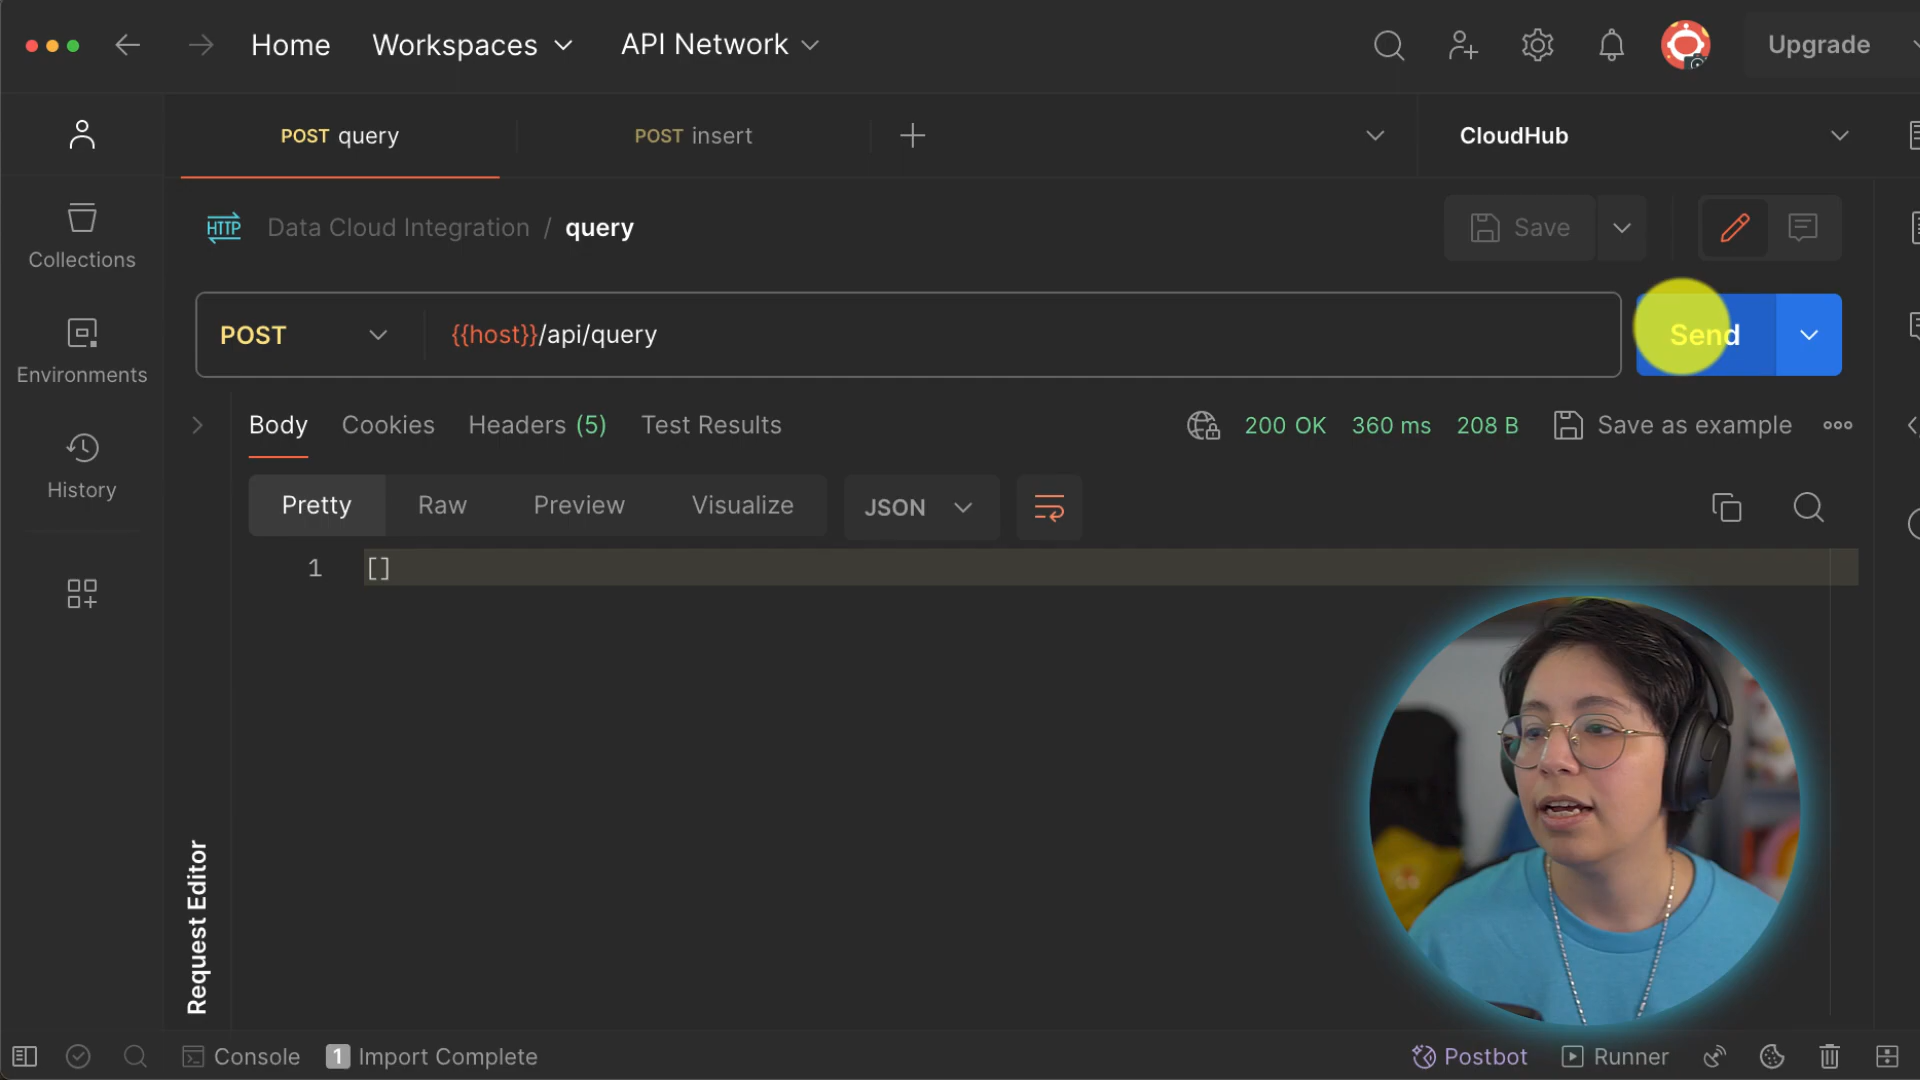 Home Workspaces API Network Upgrade
POST query POST insert CloudHub
HTTP Data Cloud Integration / query Save
POST {{host}}/api/query Send
Collections
Environments
History
Body Cookies Headers (5) Test Results 200 OK 360 ms 208 B Save as example
Pretty Raw Preview Visualize JSON
1 []
Request Editor
Console 1 Import Complete Postbot Runner